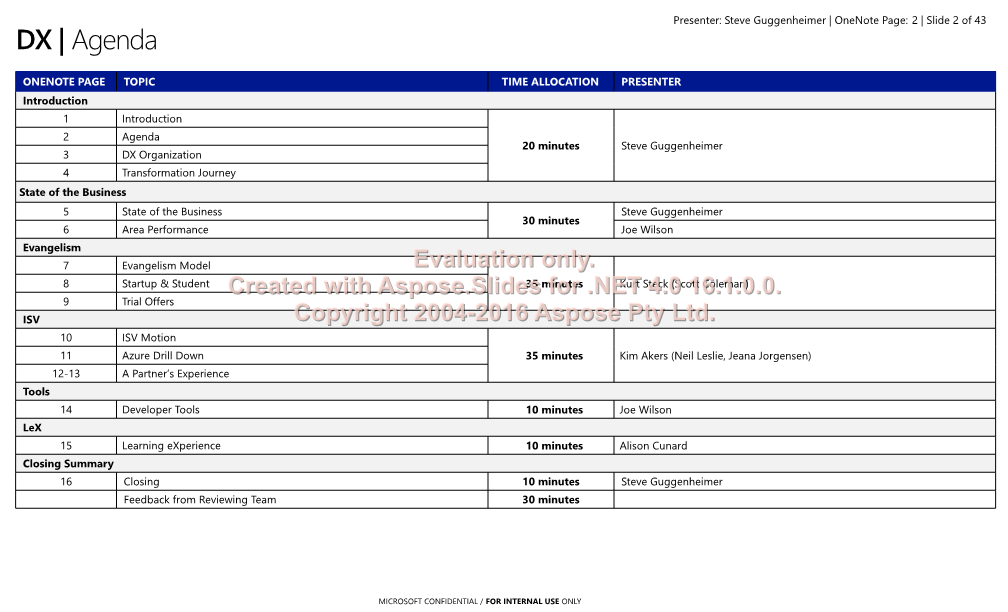 Presenter: Steve Guggenheimer | OneNote Page: 2 | Slide 2 of 43
DX | Agenda
ONENOTE PAGE TOPIC TIME ALLOCATION PRESENTER
Introduction
1 Introduction
2 Agenda
20 minutes Steve Guggenheimer
3 DX Organization
4 Transformation Journey
State of the Business
5 State of the Business Steve Guggenheimer
30 minutes
6 Area Performance Joe Wilson
Evangelism
Evaluation only.
7 Evangelism Model
8 Startup & Student 35 minutes Kurt Steck (Scott Coleman)
Created with Aspose.Slides for .NET 4.0 16.1.0.0.
9 Trial Offers
Copyright 2004-2016 Aspose Pty Ltd.
ISV
10 ISV Motion
11 Azure Drill Down 35 minutes Kim Akers (Neil Leslie, Jeana Jorgensen)
12-13 A Partner's Experience
Tools
14 Developer Tools 10 minutes Joe Wilson
LeX
15 Learning eXperience 10 minutes Alison Cunard
Closing Summary
16 Closing 10 minutes Steve Guggenheimer
Feedback from Reviewing Team 30 minutes
MICROSOFT CONFIDENTIAL / FOR INTERNAL USE ONLY